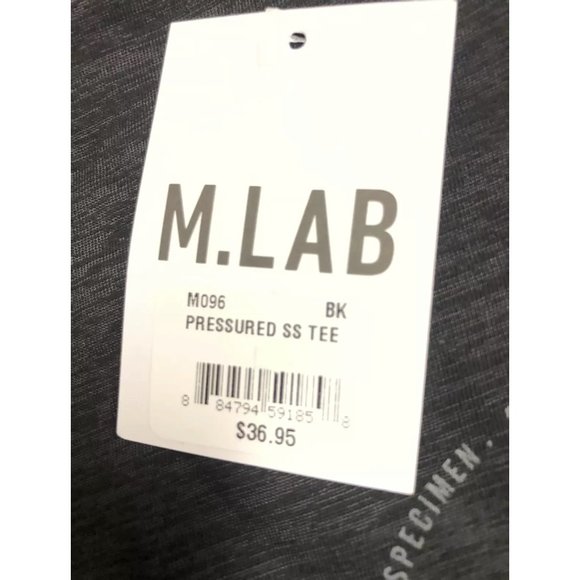 M.LAB
M096 BK
PRESSURED SS TEE
8 84794 59185 8
$36.95
SPECIMEN .